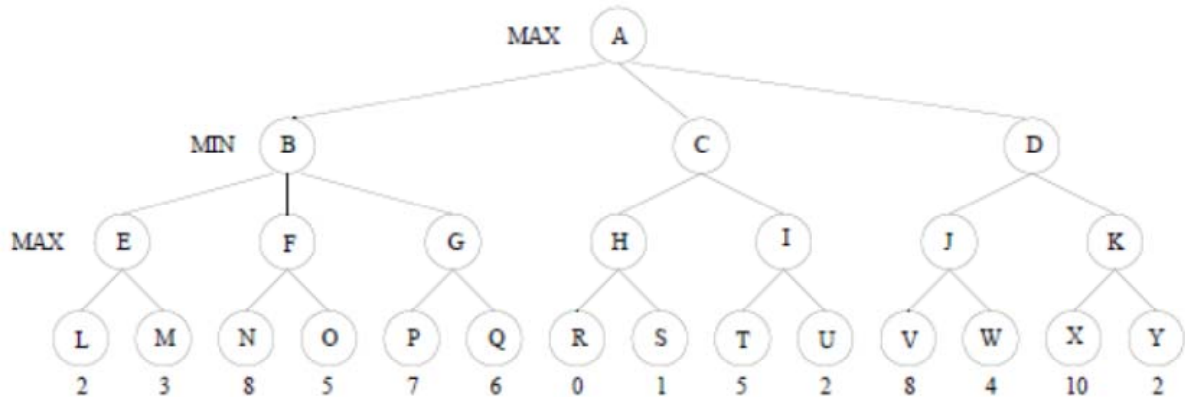 MAX A
MIN B C D
MAX E F G H I J K
L M N O P Q R S T U V W X Y
2 3 8 5 7 6 0 1 5 2 8 4 10 2